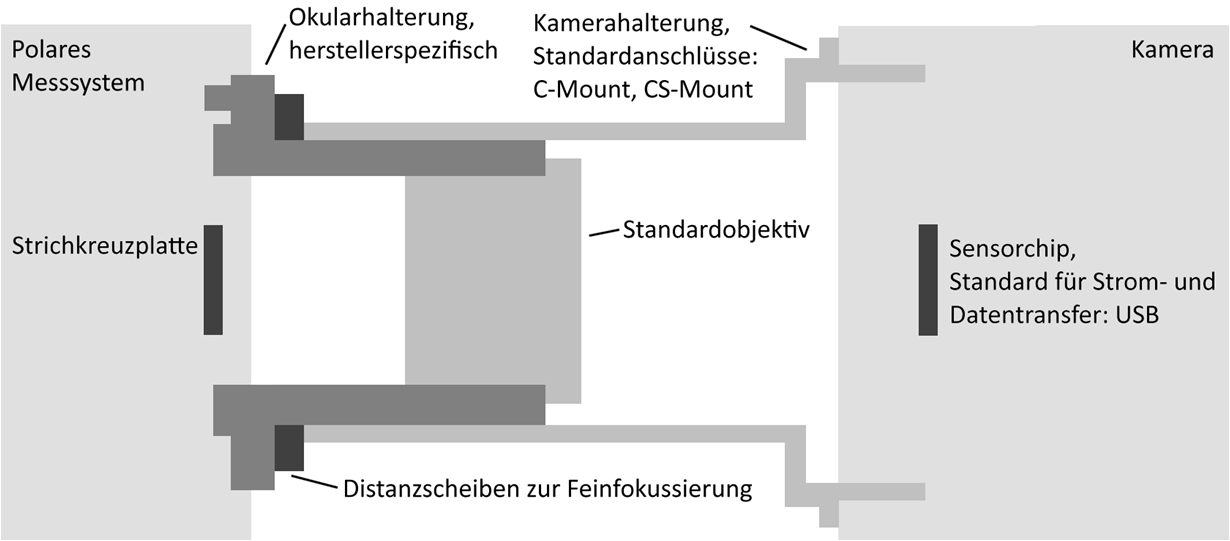 Polares
Messsystem
Okularhalterung,
herstellerspezifisch
Kamerahalterung,
Standardanschlüsse:
C-Mount, CS-Mount
Kamera
Strichkreuzplatte
Standardobjektiv
Sensorchip,
Standard für Strom- und
Datentransfer: USB
Distanzscheiben zur Feinfokussierung